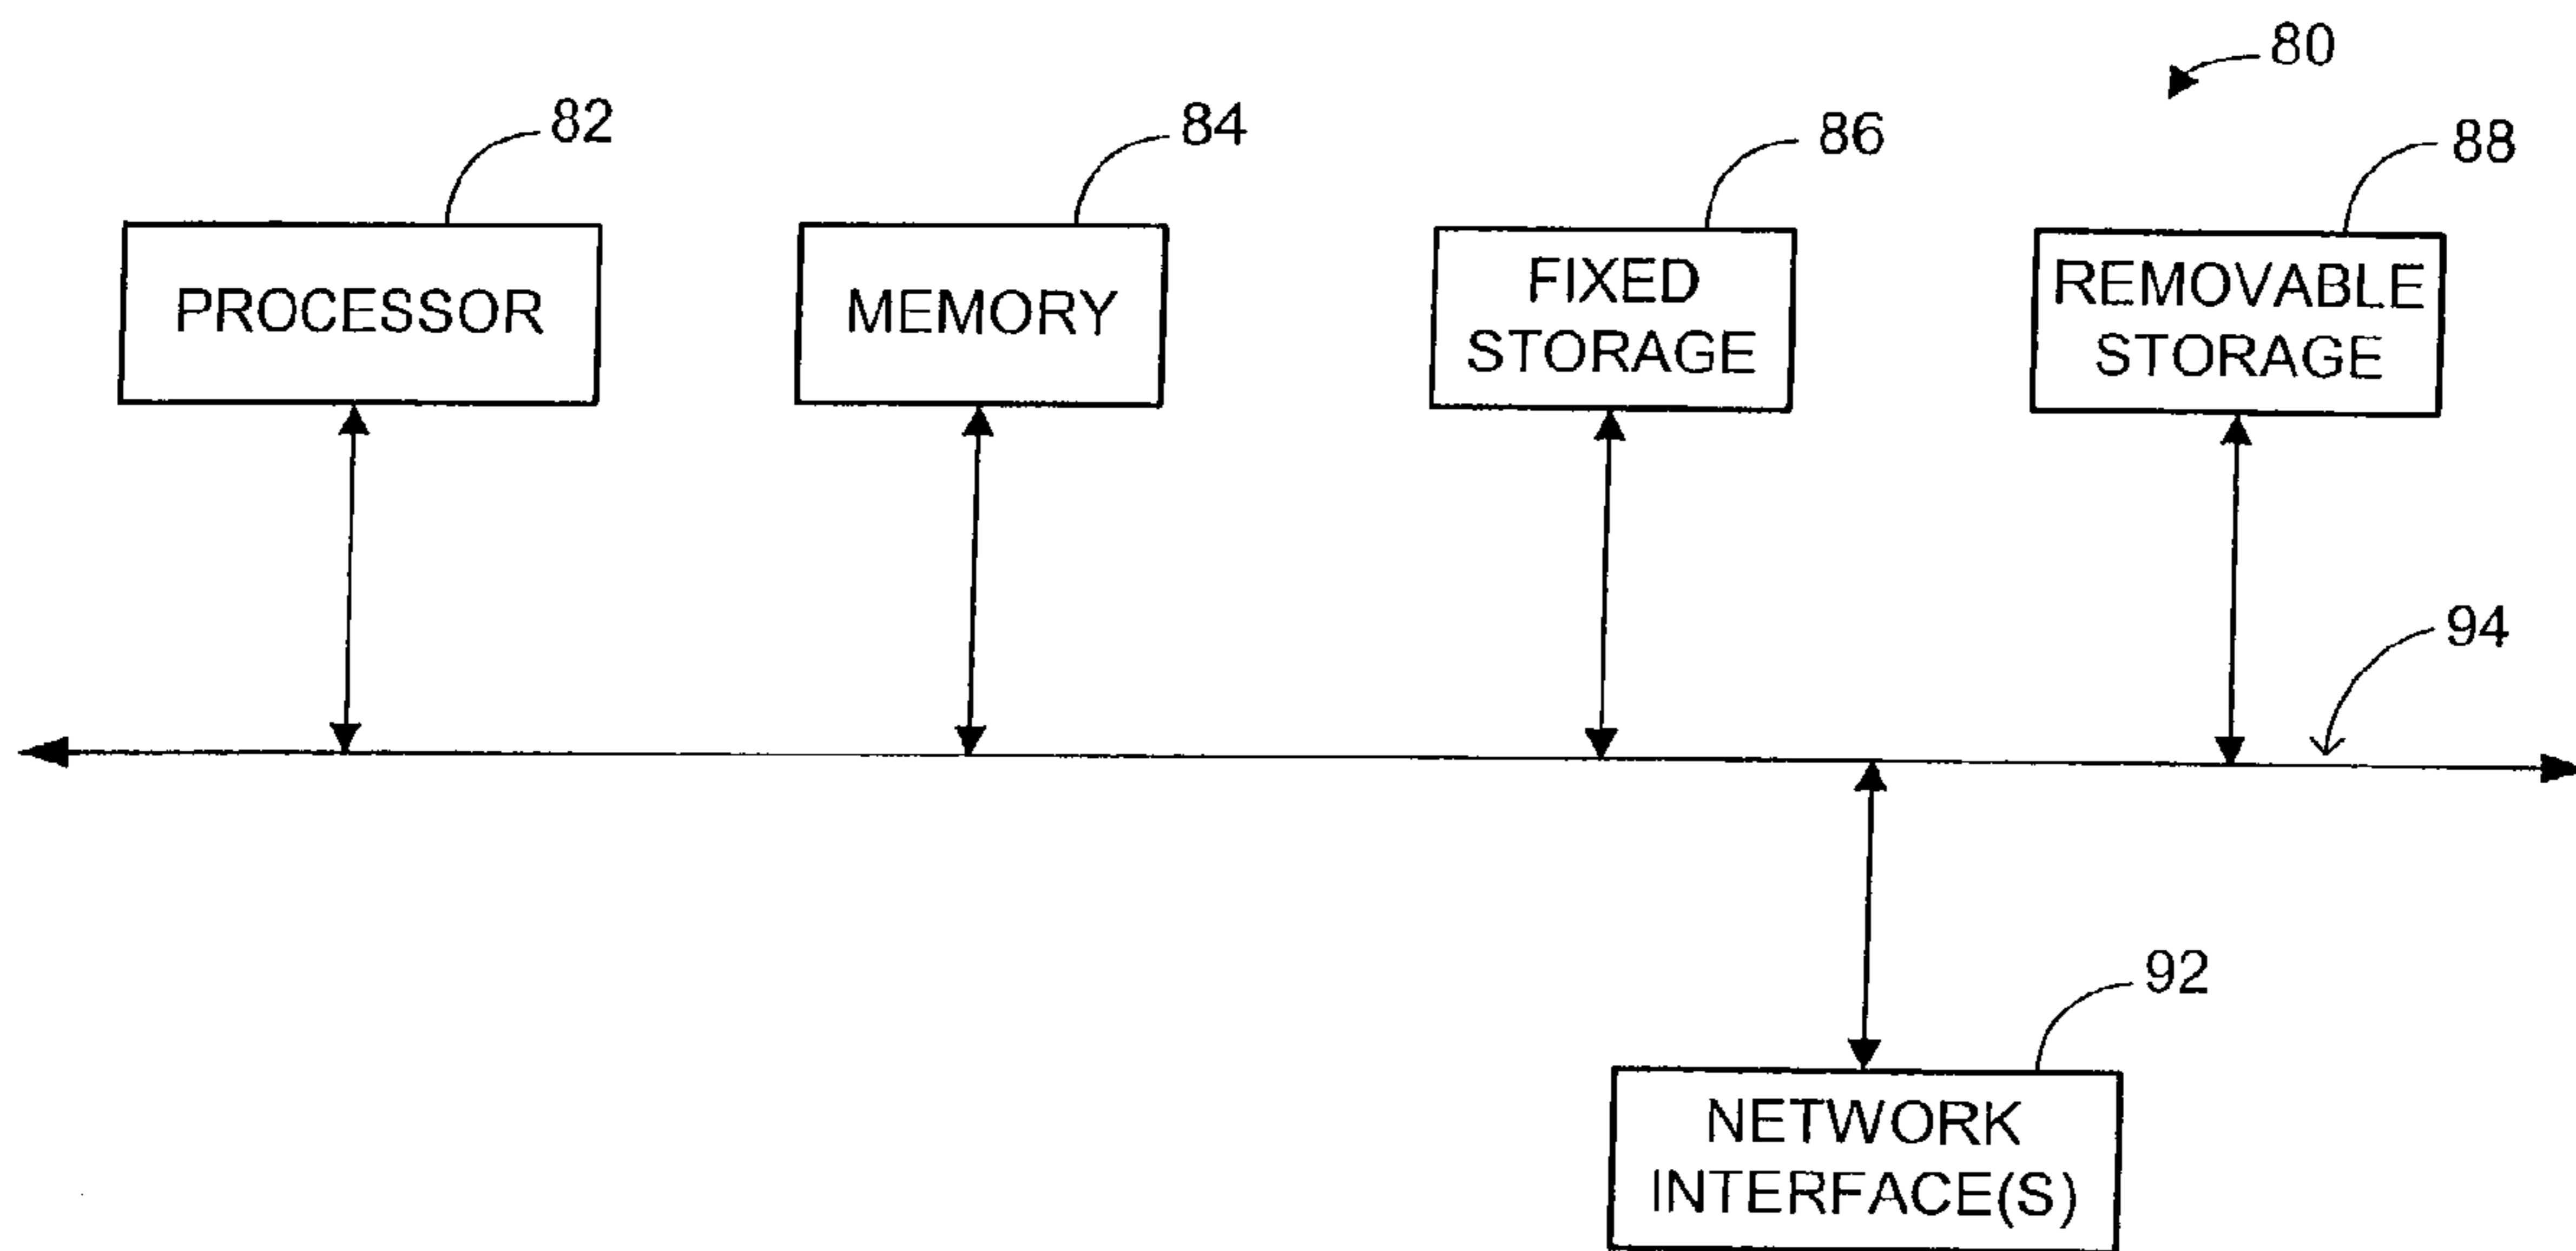 80
82
84
86
88
PROCESSOR
MEMORY
FIXED
STORAGE
REMOVABLE
STORAGE
94
92
NETWORK
INTERFACE(S)